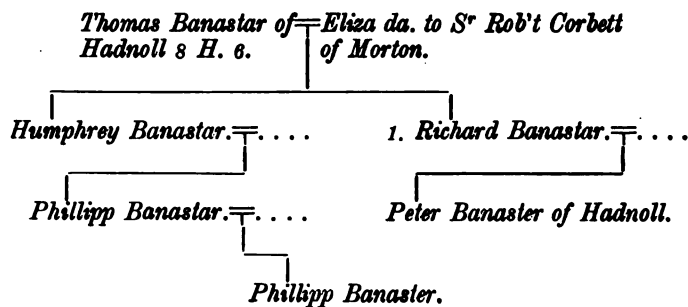 Thomas Banastar of Eliza da. to Sʳ Rob't Corbett
Hadnoll 8 H. 6. of Morton.
Humphrey Banastar. .... 1. Richard Banastar. ....
Phillipp Banastar. .... Peter Banaster of Hadnoll.
Phillipp Banaster.